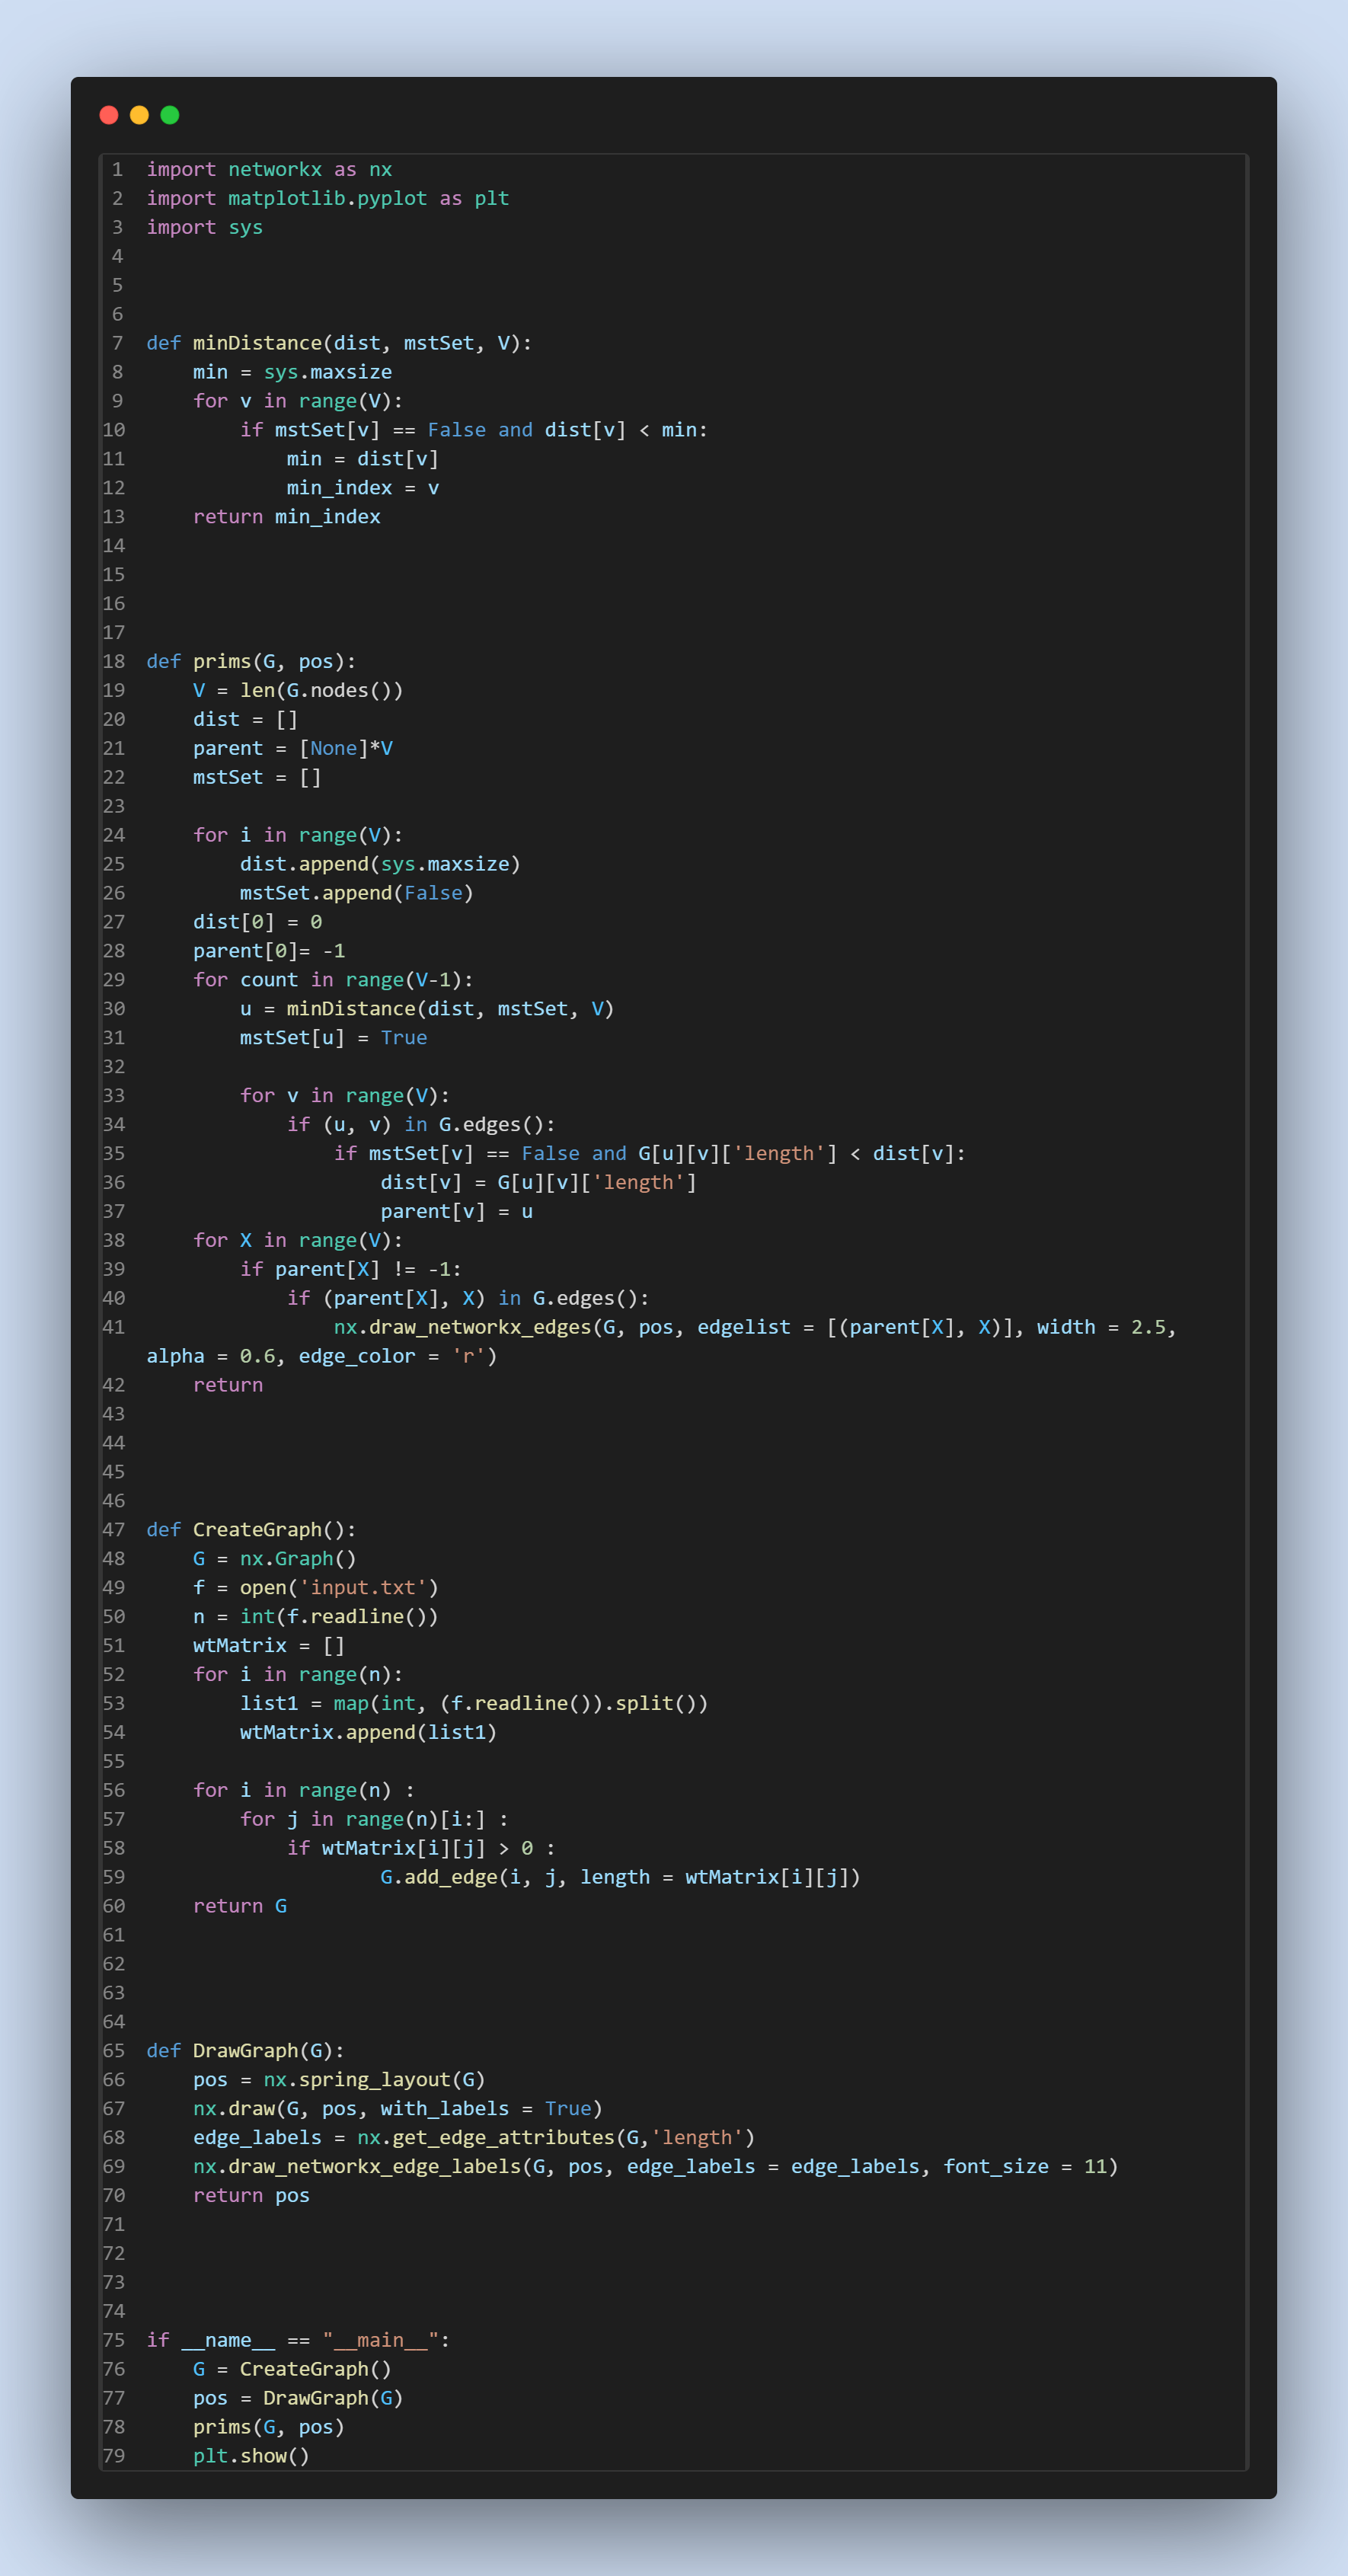 1 import networkx as nx
2 import matplotlib.pyplot as plt
3 import sys
4
5
6
7 def minDistance(dist, mstSet, V):
8     min = sys.maxsize
9     for v in range(V):
10         if mstSet[v] == False and dist[v] < min:
11             min = dist[v]
12             min_index = v
13     return min_index
14
15
16
17
18 def prims(G, pos):
19     V = len(G.nodes())
20     dist = []
21     parent = [None]*V
22     mstSet = []
23
24     for i in range(V):
25         dist.append(sys.maxsize)
26         mstSet.append(False)
27     dist[0] = 0
28     parent[0]= -1
29     for count in range(V-1):
30         u = minDistance(dist, mstSet, V)
31         mstSet[u] = True
32
33         for v in range(V):
34             if (u, v) in G.edges():
35                 if mstSet[v] == False and G[u][v]['length'] < dist[v]:
36                     dist[v] = G[u][v]['length']
37                     parent[v] = u
38     for X in range(V):
39         if parent[X] != -1:
40             if (parent[X], X) in G.edges():
41                 nx.draw_networkx_edges(G, pos, edgelist = [(parent[X], X)], width = 2.5,
alpha = 0.6, edge_color = 'r')
42     return
43
44
45
46
47 def CreateGraph():
48     G = nx.Graph()
49     f = open('input.txt')
50     n = int(f.readline())
51     wtMatrix = []
52     for i in range(n):
53         list1 = map(int, (f.readline()).split())
54         wtMatrix.append(list1)
55
56     for i in range(n) :
57         for j in range(n)[i:] :
58             if wtMatrix[i][j] > 0 :
59                     G.add_edge(i, j, length = wtMatrix[i][j])
60     return G
61
62
63
64
65 def DrawGraph(G):
66     pos = nx.spring_layout(G)
67     nx.draw(G, pos, with_labels = True)
68     edge_labels = nx.get_edge_attributes(G,'length')
69     nx.draw_networkx_edge_labels(G, pos, edge_labels = edge_labels, font_size = 11)
70     return pos
71
72
73
74
75 if __name__ == "__main__":
76     G = CreateGraph()
77     pos = DrawGraph(G)
78     prims(G, pos)
79     plt.show()